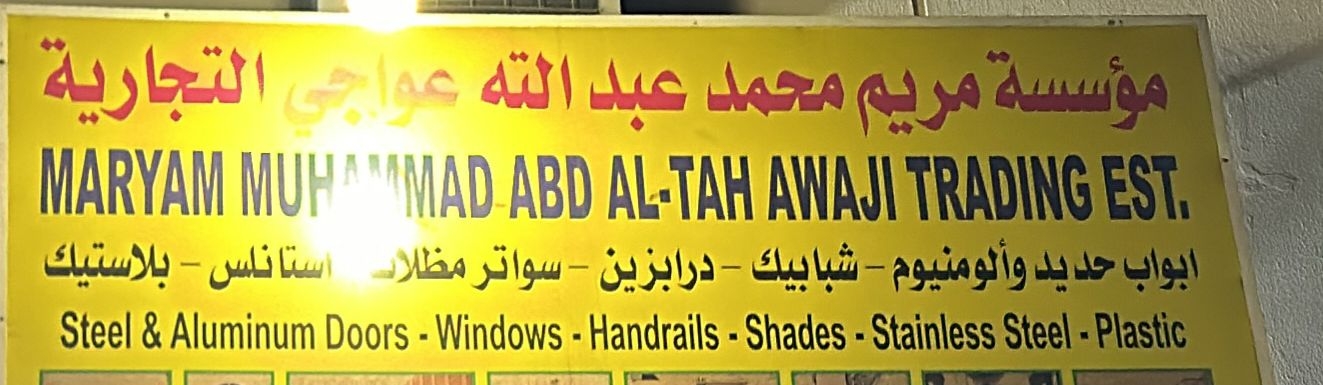 مؤسسة مريم محمد عبد الته عواجي التجارية
MARYAM MUHAMMAD ABD AL-TAH AWAJI TRADING EST.
ابواب حديد وألومنيوم - شبابيك - درابزين - سواتر مظلات استانلس - بلاستيك
Steel & Aluminum Doors - Windows - Handrails - Shades - Stainless Steel - Plastic